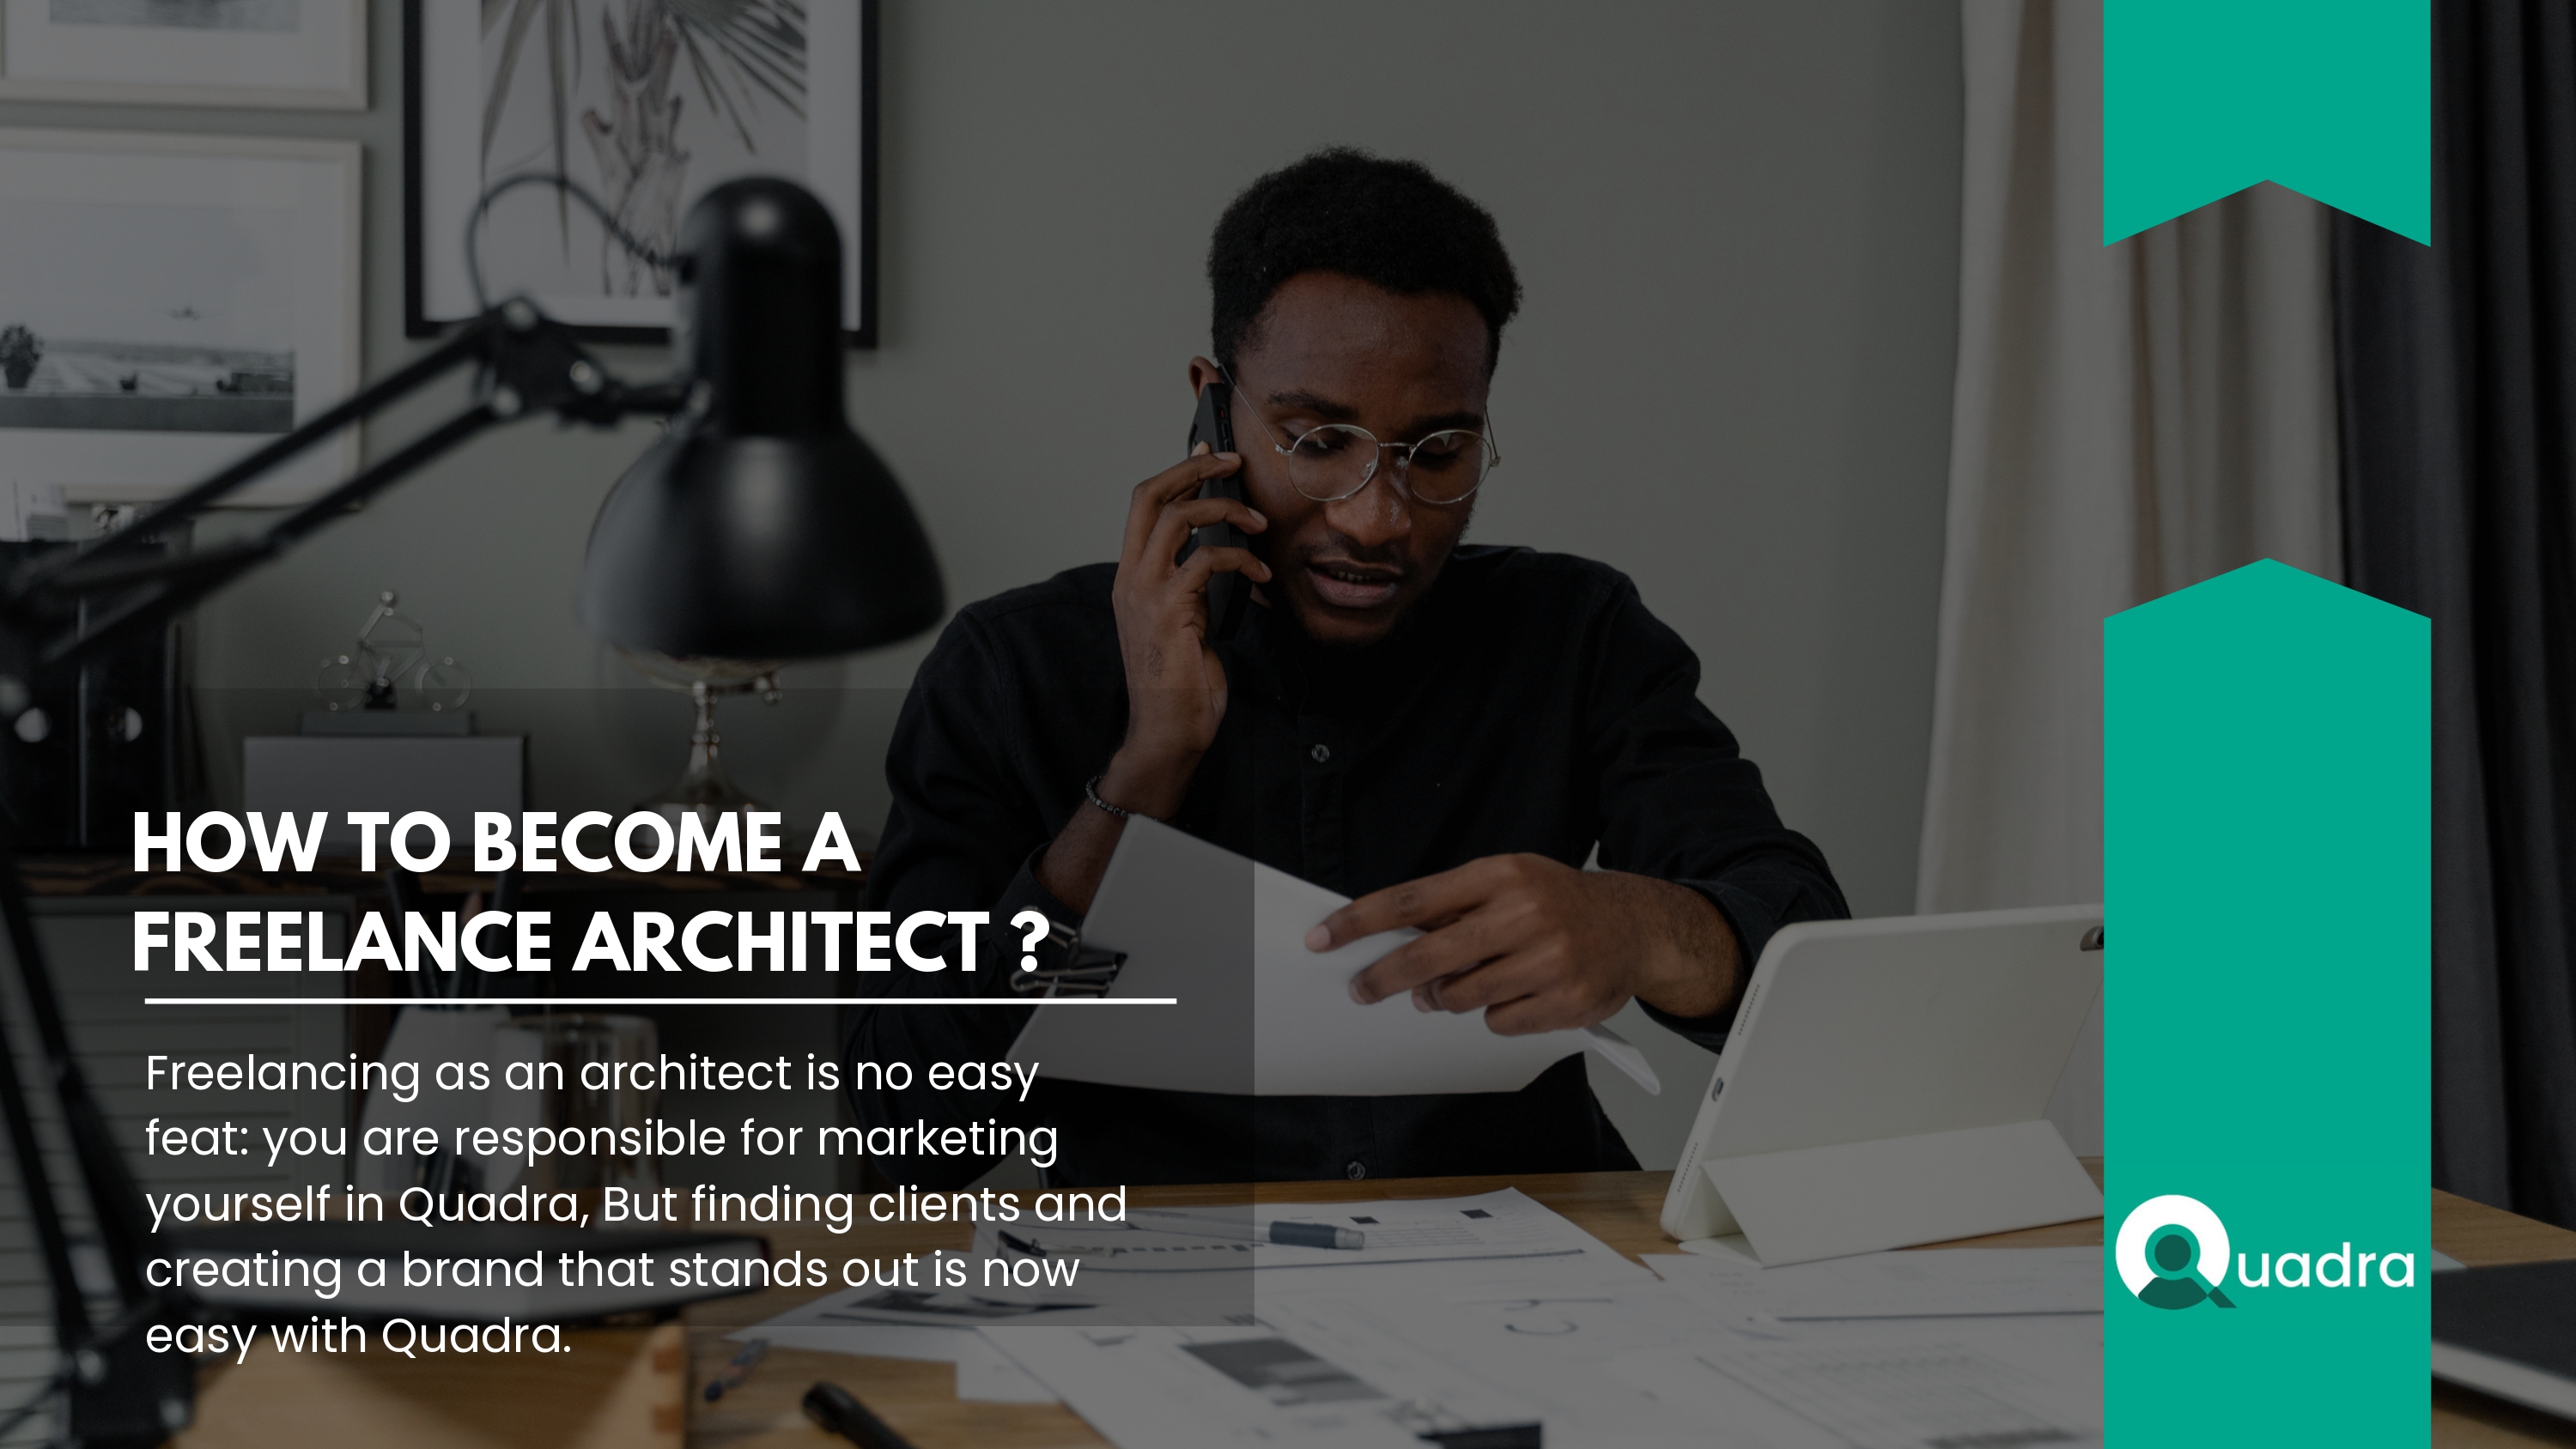 HOW TO BECOME A
FREELANCE ARCHITECT ?
Freelancing as an architect is no easy
feat: you are responsible for marketing
yourself in Quadra, But finding clients and
creating a brand that stands out is now
easy with Quadra.
Quadra